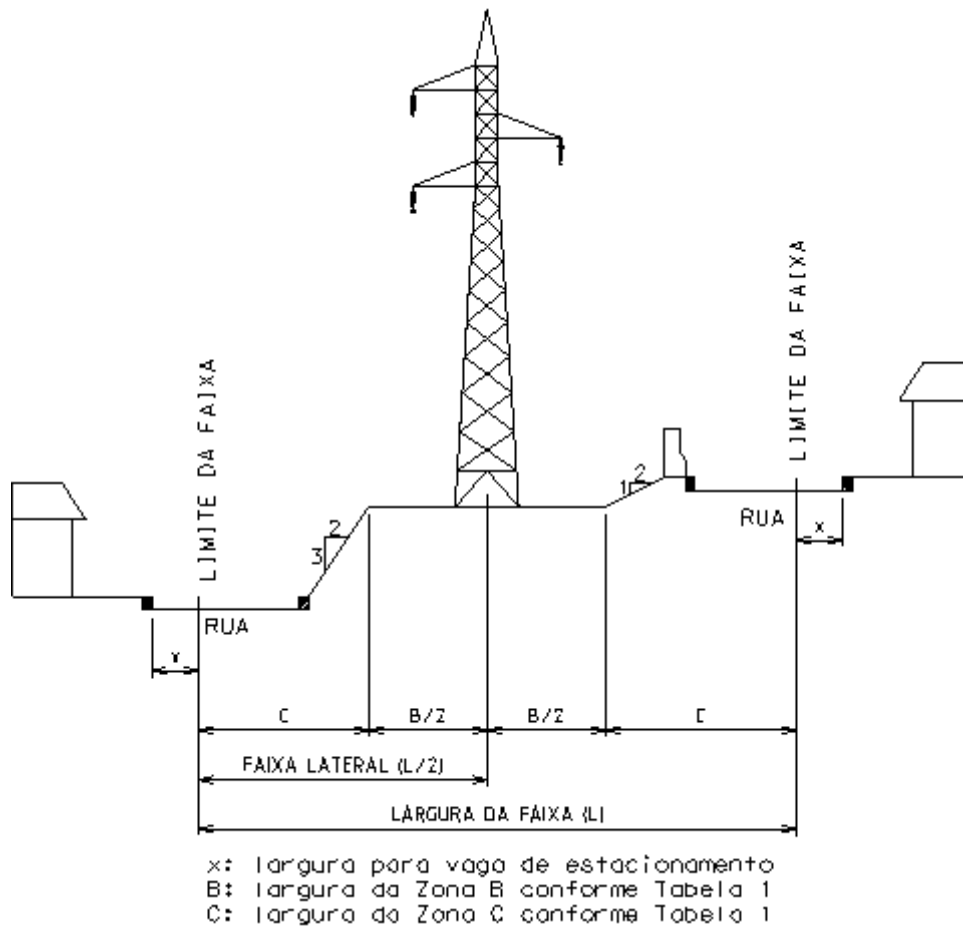 LIMITE DA FAIXA
LIMITE DA FAIXA
2
3
2
1
RUA
RUA
x
x
C
B/2
B/2
C
FAIXA LATERAL (L/2)
LARGURA DA FAIXA (L)
x: largura para vaga de estacionamento
B: largura da Zona B conforme Tabela 1
C: largura da Zona C conforme Tabela 1